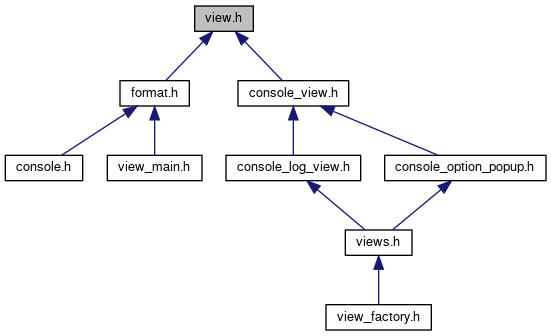 view.h
format.h
console_view.h
console.h
view_main.h
console_log_view.h
console_option_popup.h
views.h
view_factory.h